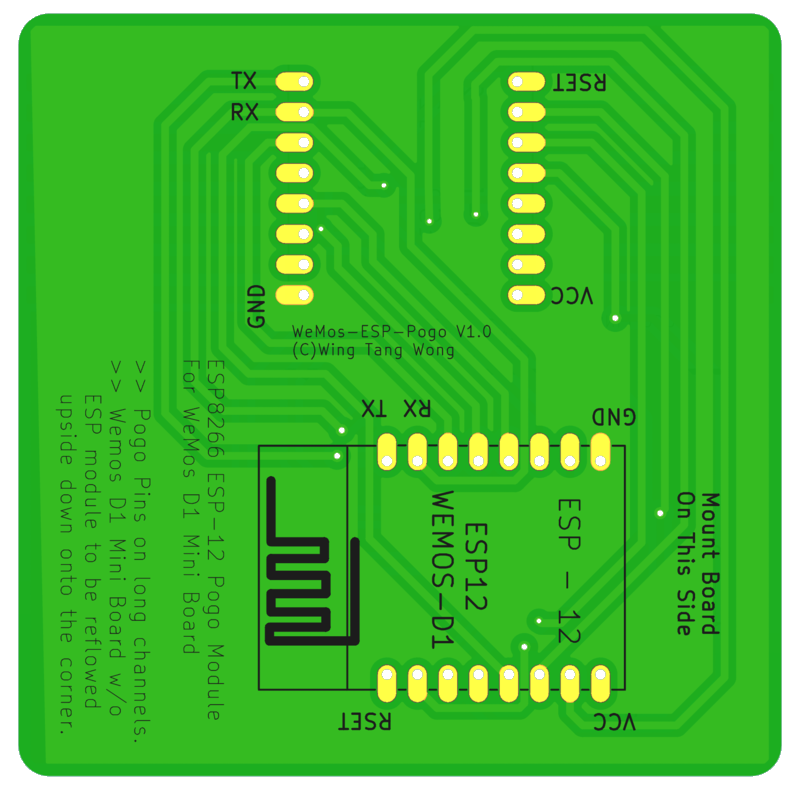 TX
RSET
RX
GND
VCC
WeMos-ESP-Pogo V1.0
(C)Wing Tang Wong
ESP8266 ESP-12 Pogo Module
For WeMos D1 Mini Board
>> Pogo Pins on long channels.
>> Wemos D1 Mini Board w/o
ESP module to be reflowed
upside down onto the corner.
TX
RX
GND
ESP - 12
ESP12
WEMOS-D1
Mount Board
On This Side
RSET
VCC